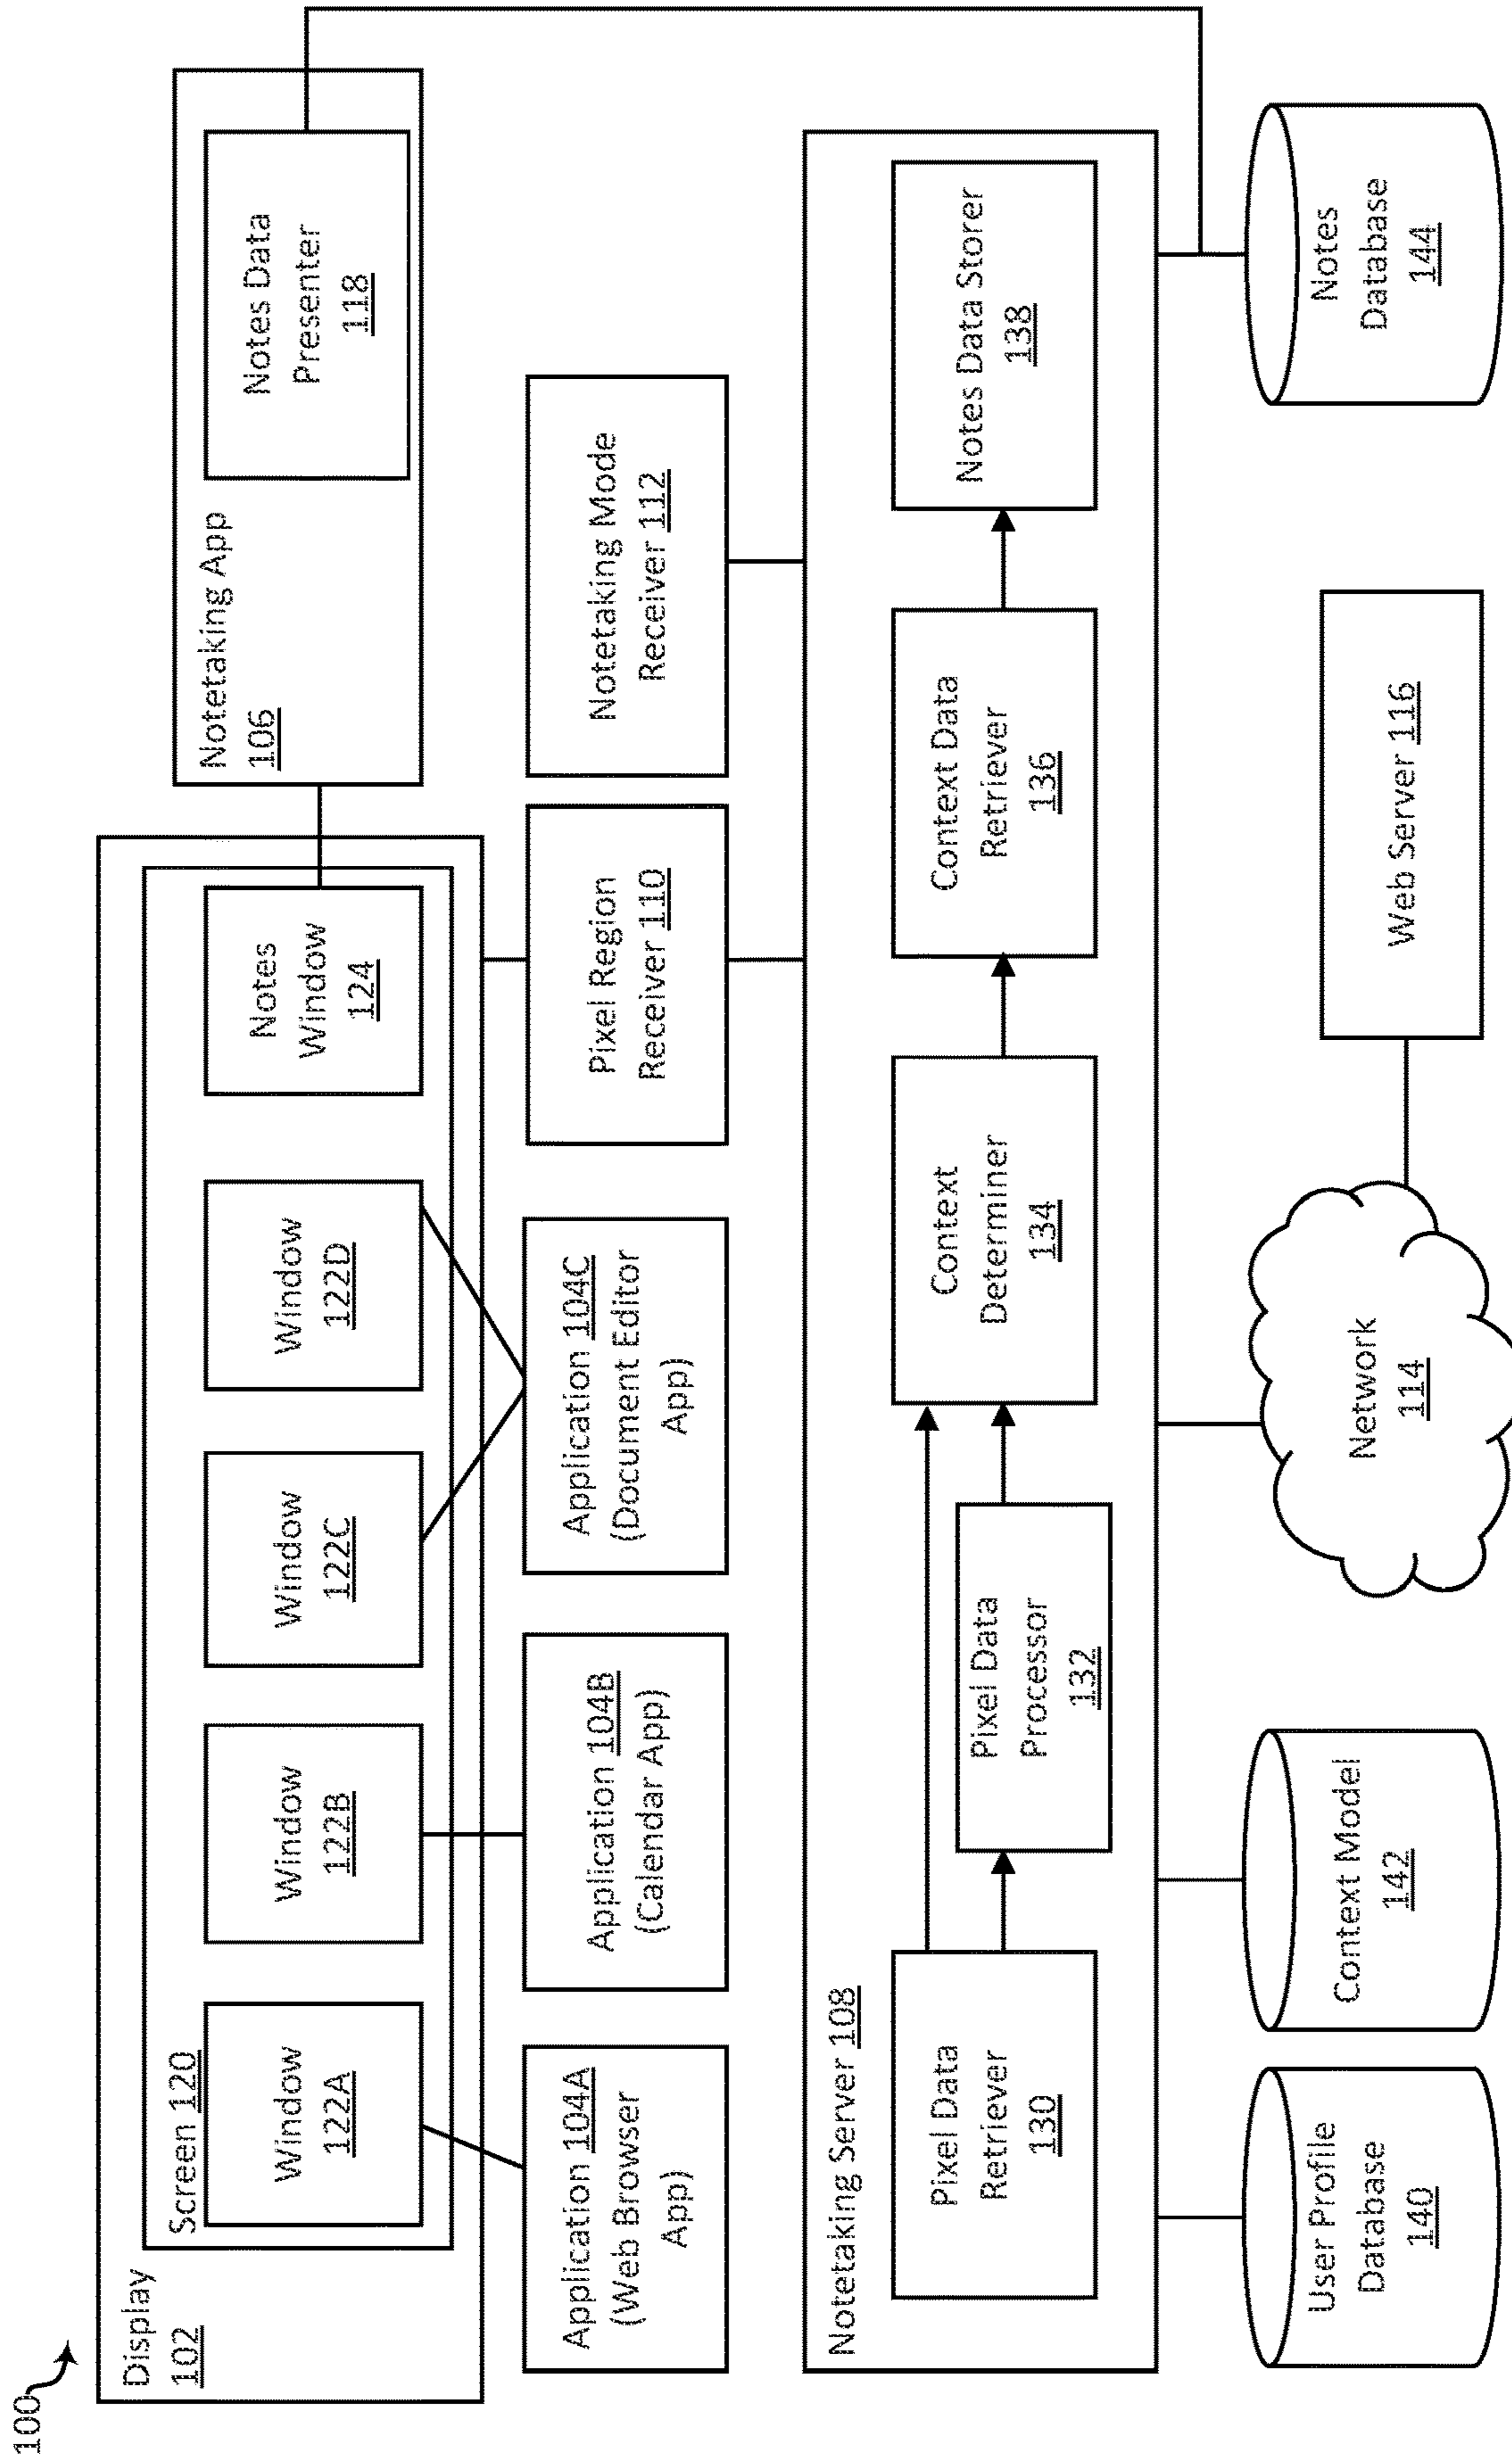 100
Display
102
Screen 120
Window
122A
Window
122B
Window
122C
Window
122D
Notes
Window
124
Notetaking App
106
Notes Data
Presenter
118
Application 104A
(Web Browser
App)
Application 104B
(Calendar App)
Application 104C
(Document Editor
App)
Pixel Region
Receiver 110
Notetaking Mode
Receiver 112
Notetaking Server 108
Pixel Data
Retriever
130
Pixel Data
Processor
132
Context
Determiner
134
Context Data
Retriever
136
Notes Data Storer
138
User Profile
Database
140
Context Model
142
Network
114
Web Server 116
Notes
Database
144